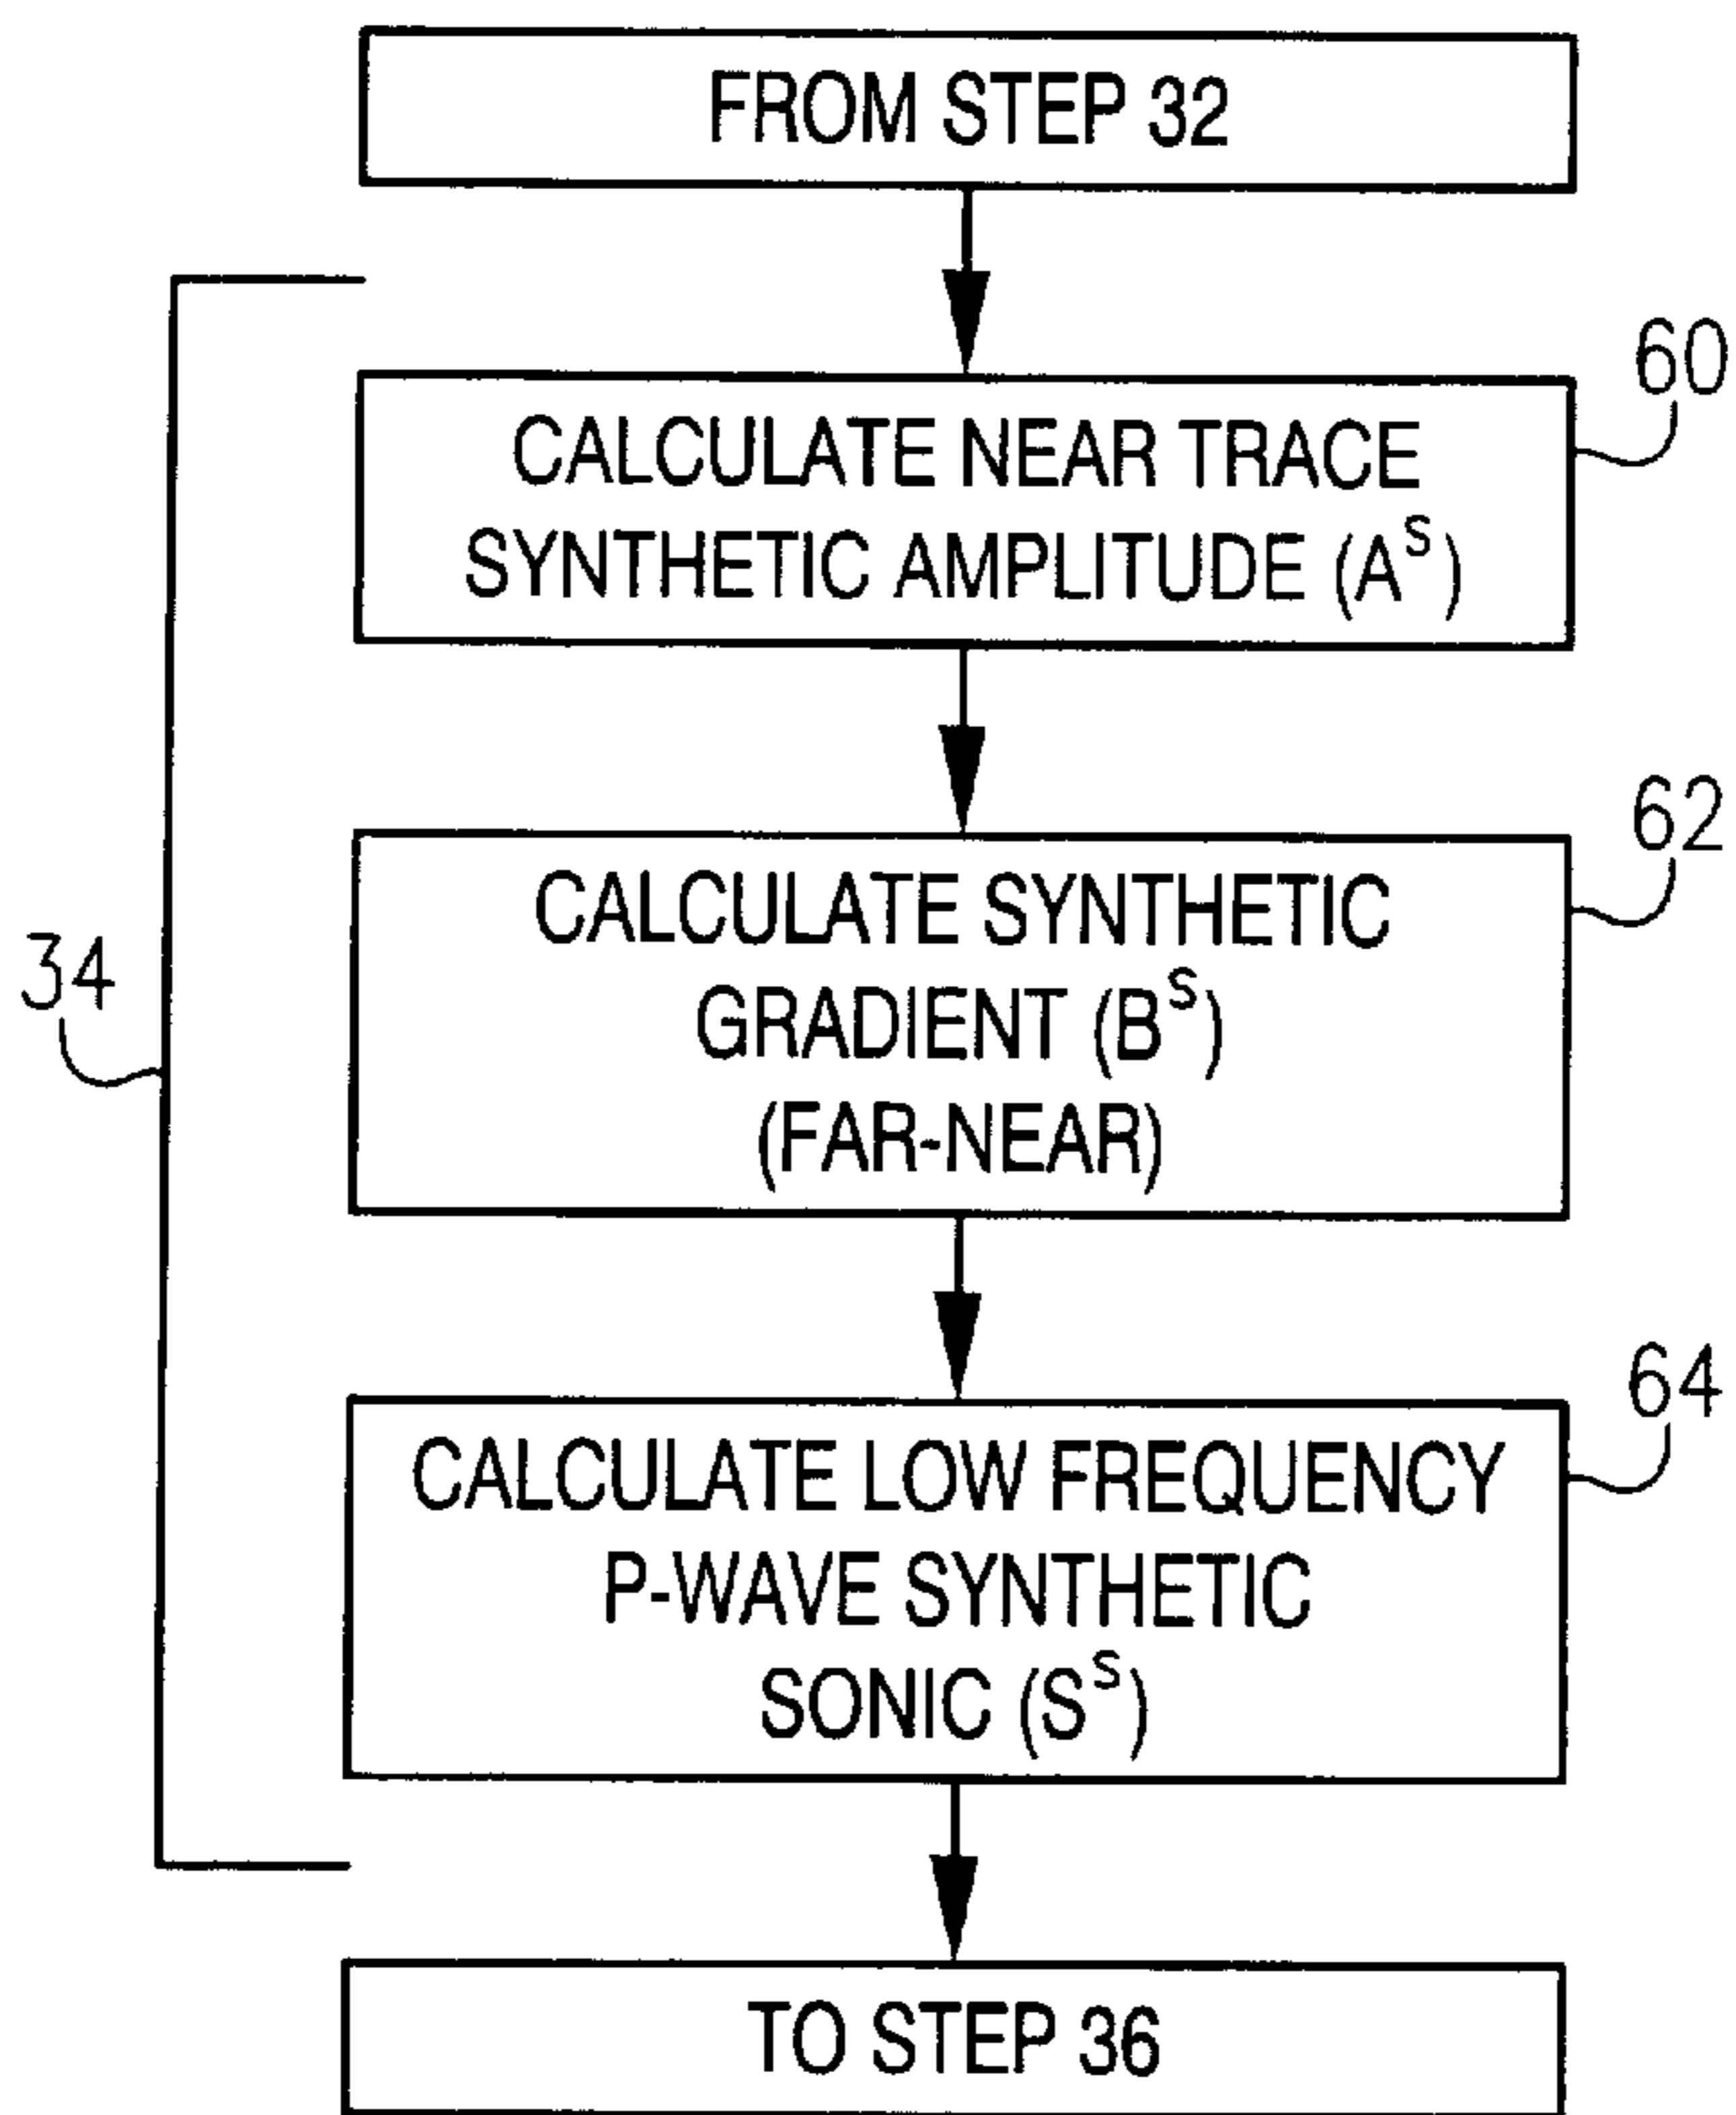 FROM STEP 32
60
CALCULATE NEAR TRACE
SYNTHETIC AMPLITUDE (A^S)
62
CALCULATE SYNTHETIC
GRADIENT (B^S)
(FAR-NEAR)
34
64
CALCULATE LOW FREQUENCY
P-WAVE SYNTHETIC
SONIC (S^S)
TO STEP 36